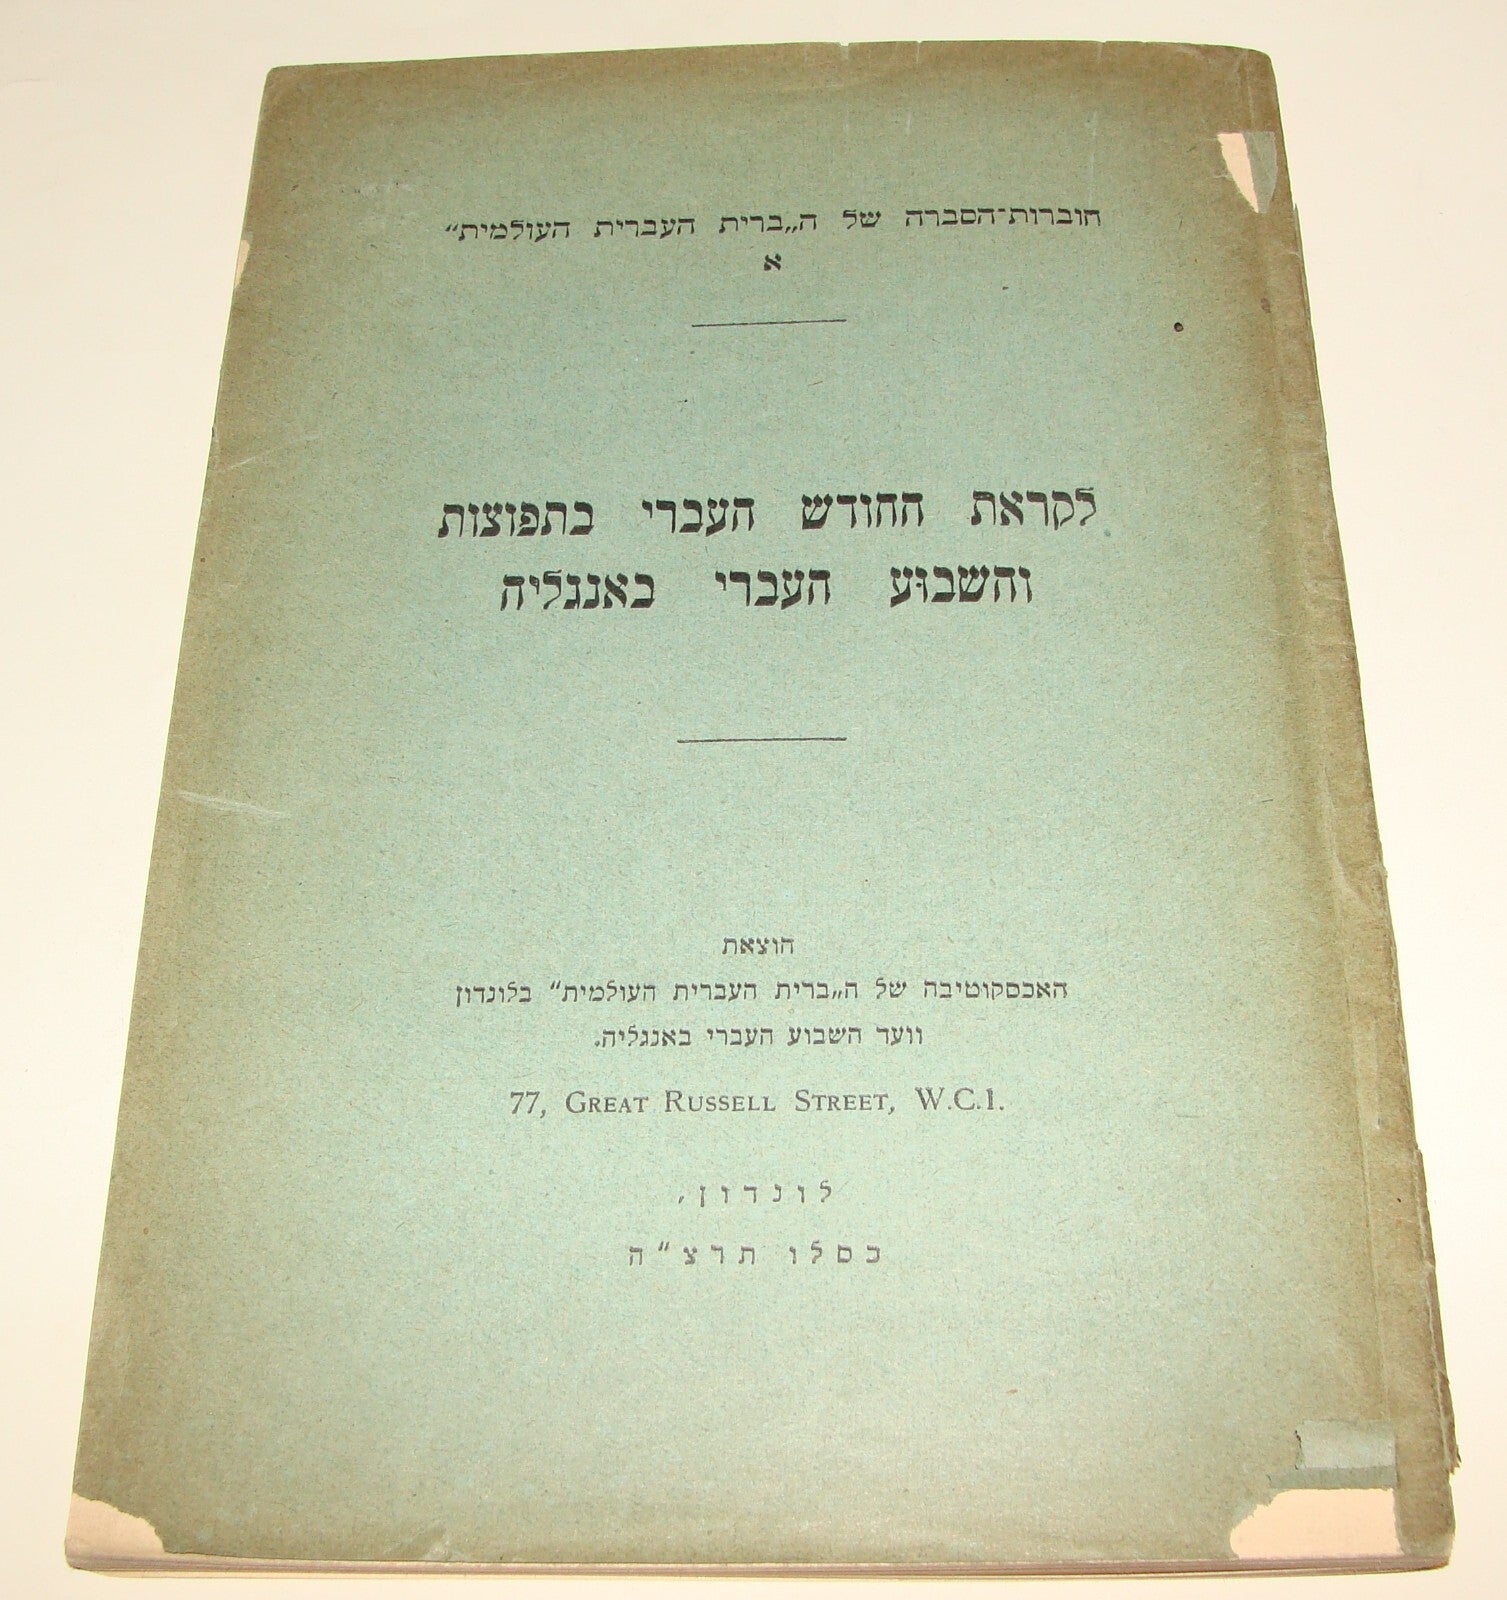 חוברות־הסברה של ה„ברית העברית העולמית“
א
לקראת החודש העברי בתפוצות
והשבוע העברי באנגליה
הוצאת
האכסקוטיבה של ה„ברית העברית העולמית“ בלונדון
וועד השבוע העברי באנגליה.
77, GREAT RUSSELL STREET, W.C.1.
לונדון,
כסלו תרצ“ה